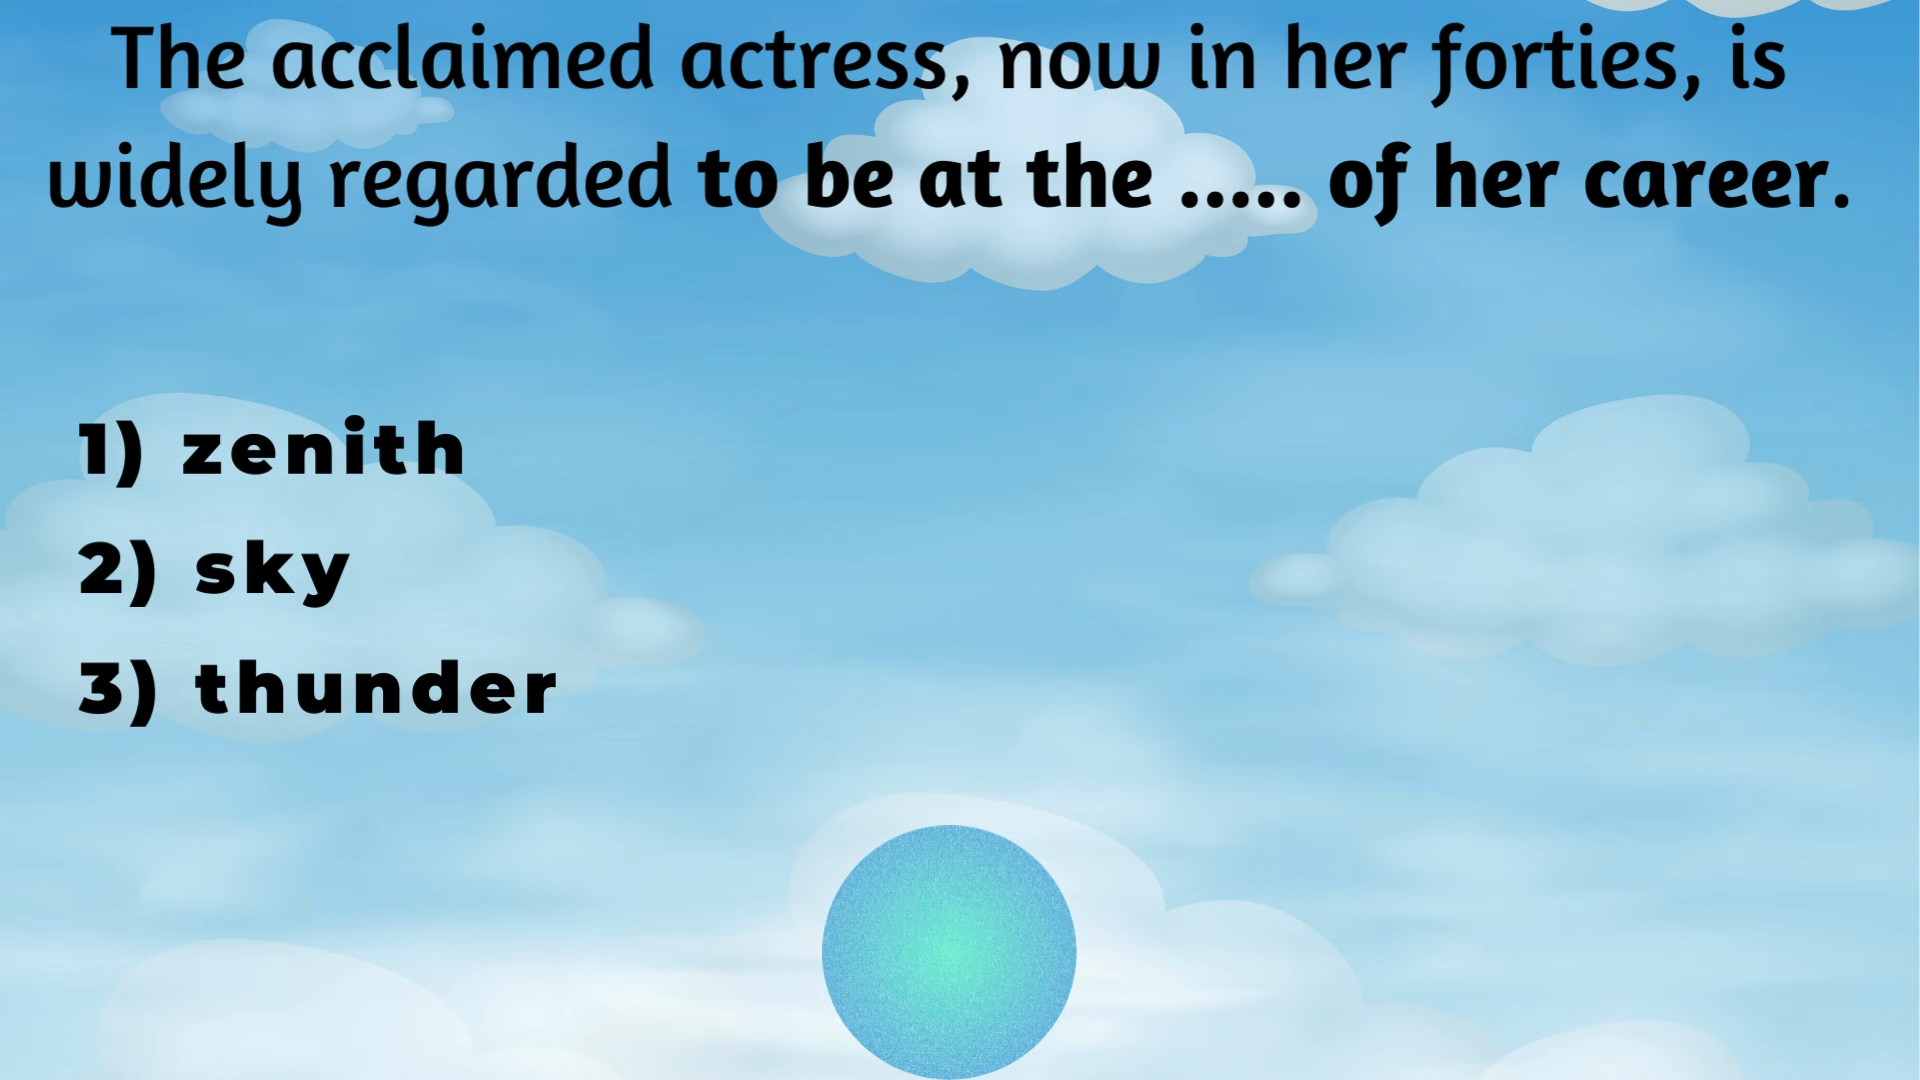 The acclaimed actress, now in her forties, is
widely regarded to be at the ..... of her career.
1) zenith
2) sky
3) thunder